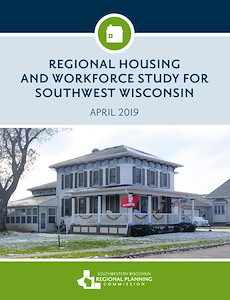 REGIONAL HOUSING
AND WORKFORCE STUDY FOR
SOUTHWEST WISCONSIN
APRIL 2019
SOUTHWESTERN WISCONSIN
REGIONAL PLANNING
COMMISSION